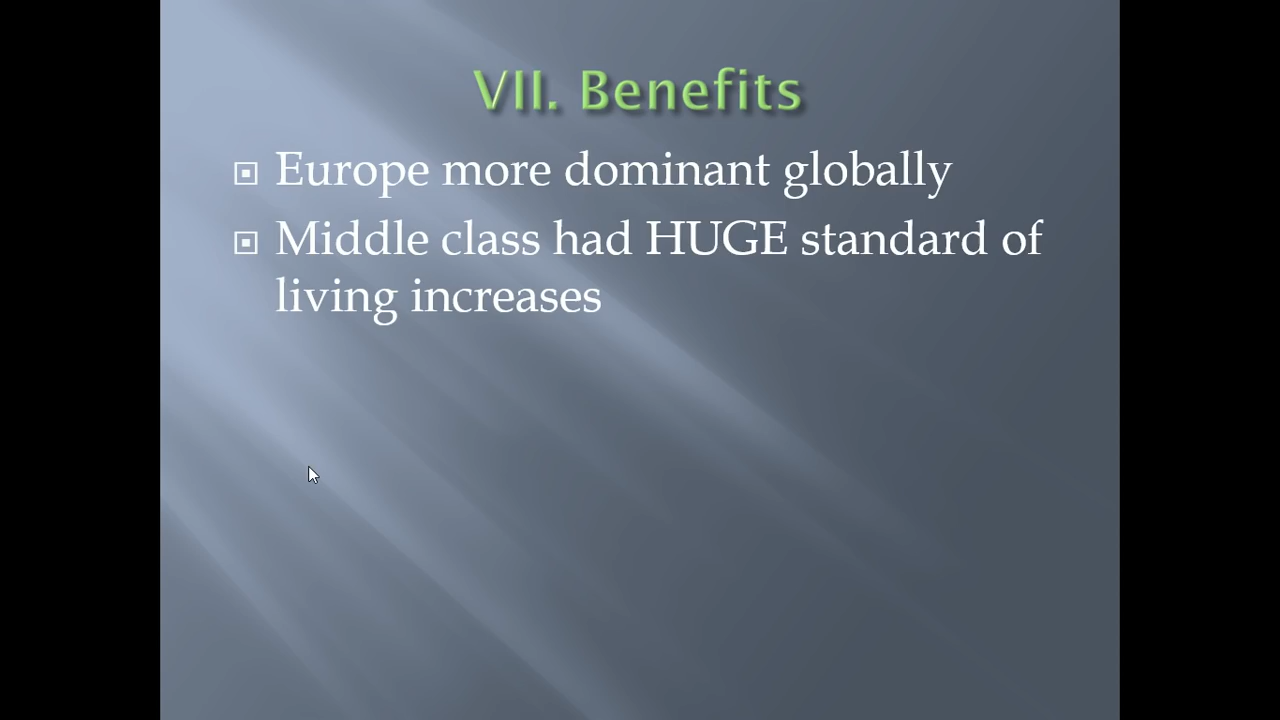 VII. Benefits
Europe more dominant globally
Middle class had HUGE standard of
living increases